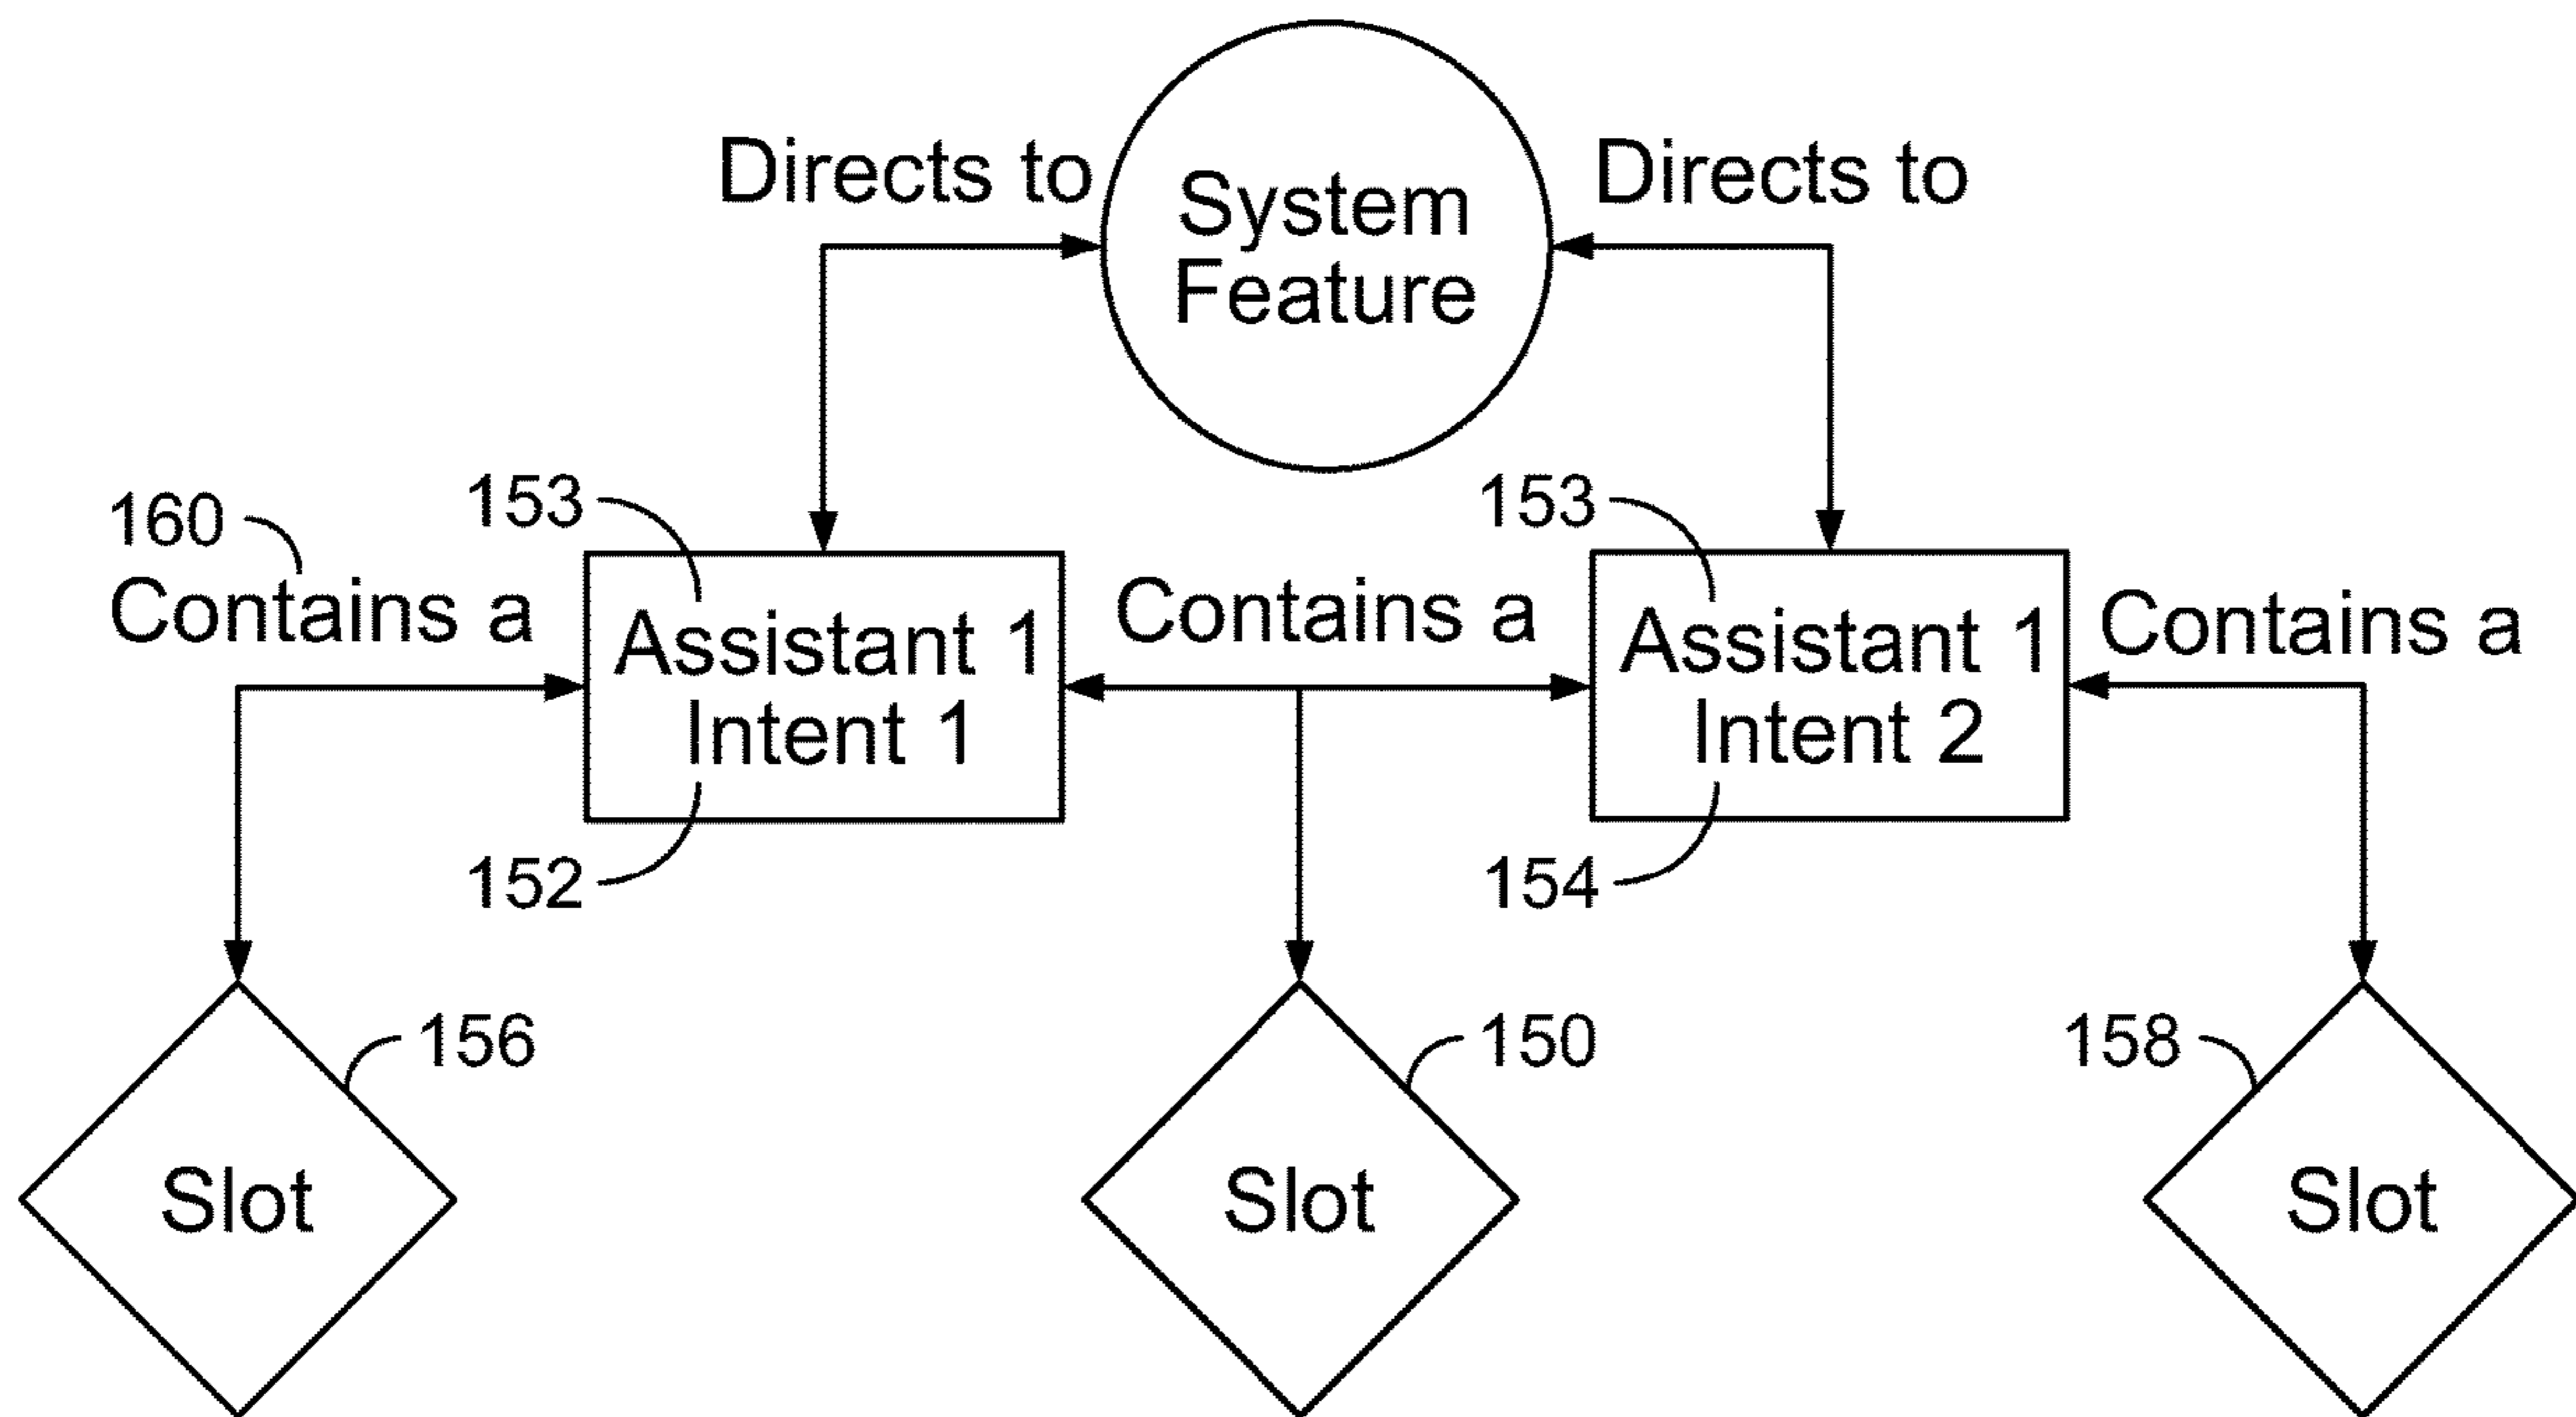 Directs to
System
Feature
Directs to
160
153
153
Contains a
Assistant 1
Intent 1
Contains a
Assistant 1
Intent 2
Contains a
152
154
156
150
158
Slot
Slot
Slot